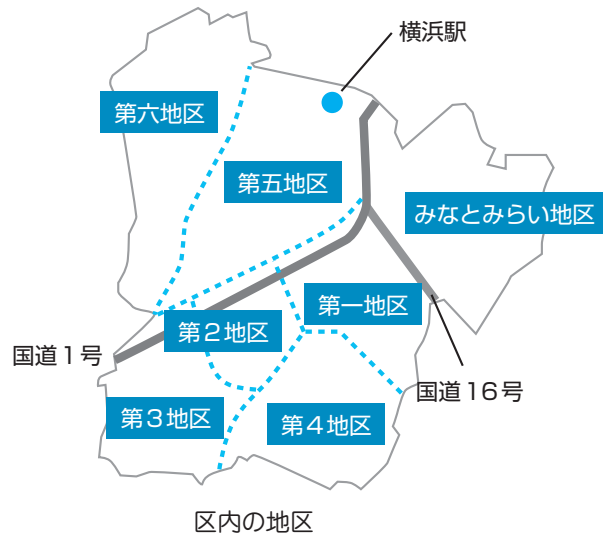 横浜駅
第六地区
第五地区
みなとみらい地区
第一地区
第２地区
国道１号
国道16号
第３地区
第４地区
区内の地区